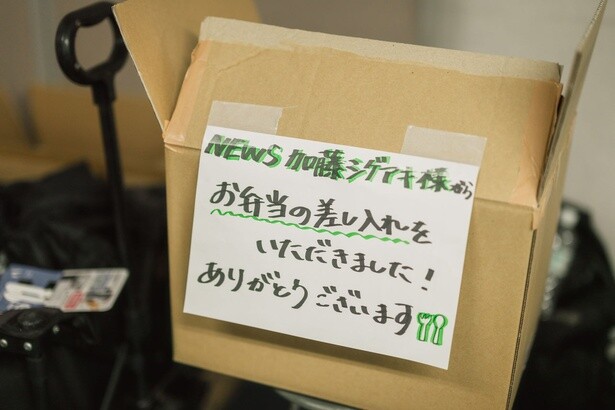 NEWS 加藤シゲアキ様から
お弁当の差し入れを
いただきました!
ありがとうございます